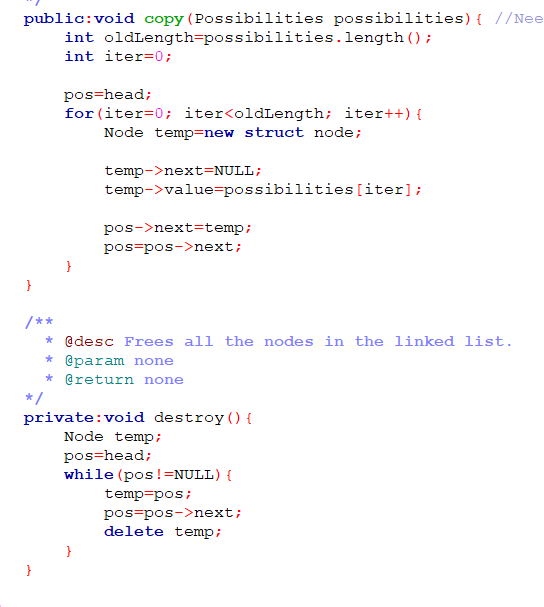 */
public:void copy(Possibilities possibilities){ //Nee
    int oldLength=possibilities.length();
    int iter=0;

    pos=head;
    for(iter=0; iter<oldLength; iter++){
        Node temp=new struct node;

        temp->next=NULL;
        temp->value=possibilities[iter];

        pos->next=temp;
        pos=pos->next;
    }
}

/**
  * @desc Frees all the nodes in the linked list.
  * @param none
  * @return none
*/
private:void destroy(){
    Node temp;
    pos=head;
    while(pos!=NULL){
        temp=pos;
        pos=pos->next;
        delete temp;
    }
}